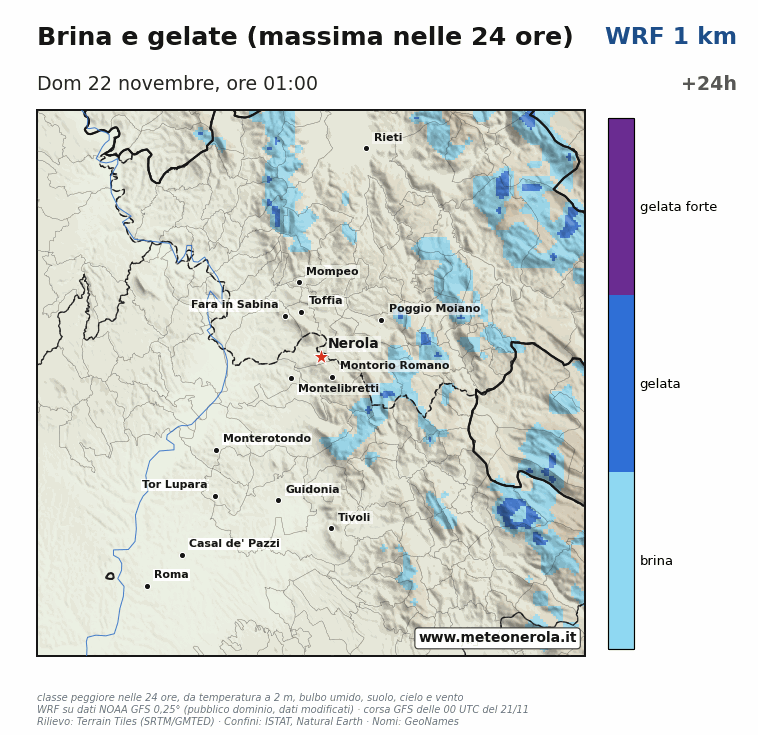 Brina e gelate (massima nelle 24 ore) WRF 1 km
Dom 22 novembre, ore 01:00 +24h
Rieti
gelata forte
Mompeo
Fara in Sabina
Toffia
Poggio Moiano
Nerola
Montorio Romano
Montelibretti
gelata
Monterotondo
Tor Lupara
Guidonia
Tivoli
Casal de' Pazzi
brina
Roma
www.meteonerola.it
classe peggiore nelle 24 ore, da temperatura a 2 m, bulbo umido, suolo, cielo e vento
WRF su dati NOAA GFS 0,25° (pubblico dominio, dati modificati) · corsa GFS delle 00 UTC del 21/11
Rilievo: Terrain Tiles (SRTM/GMTED) · Confini: ISTAT, Natural Earth · Nomi: GeoNames